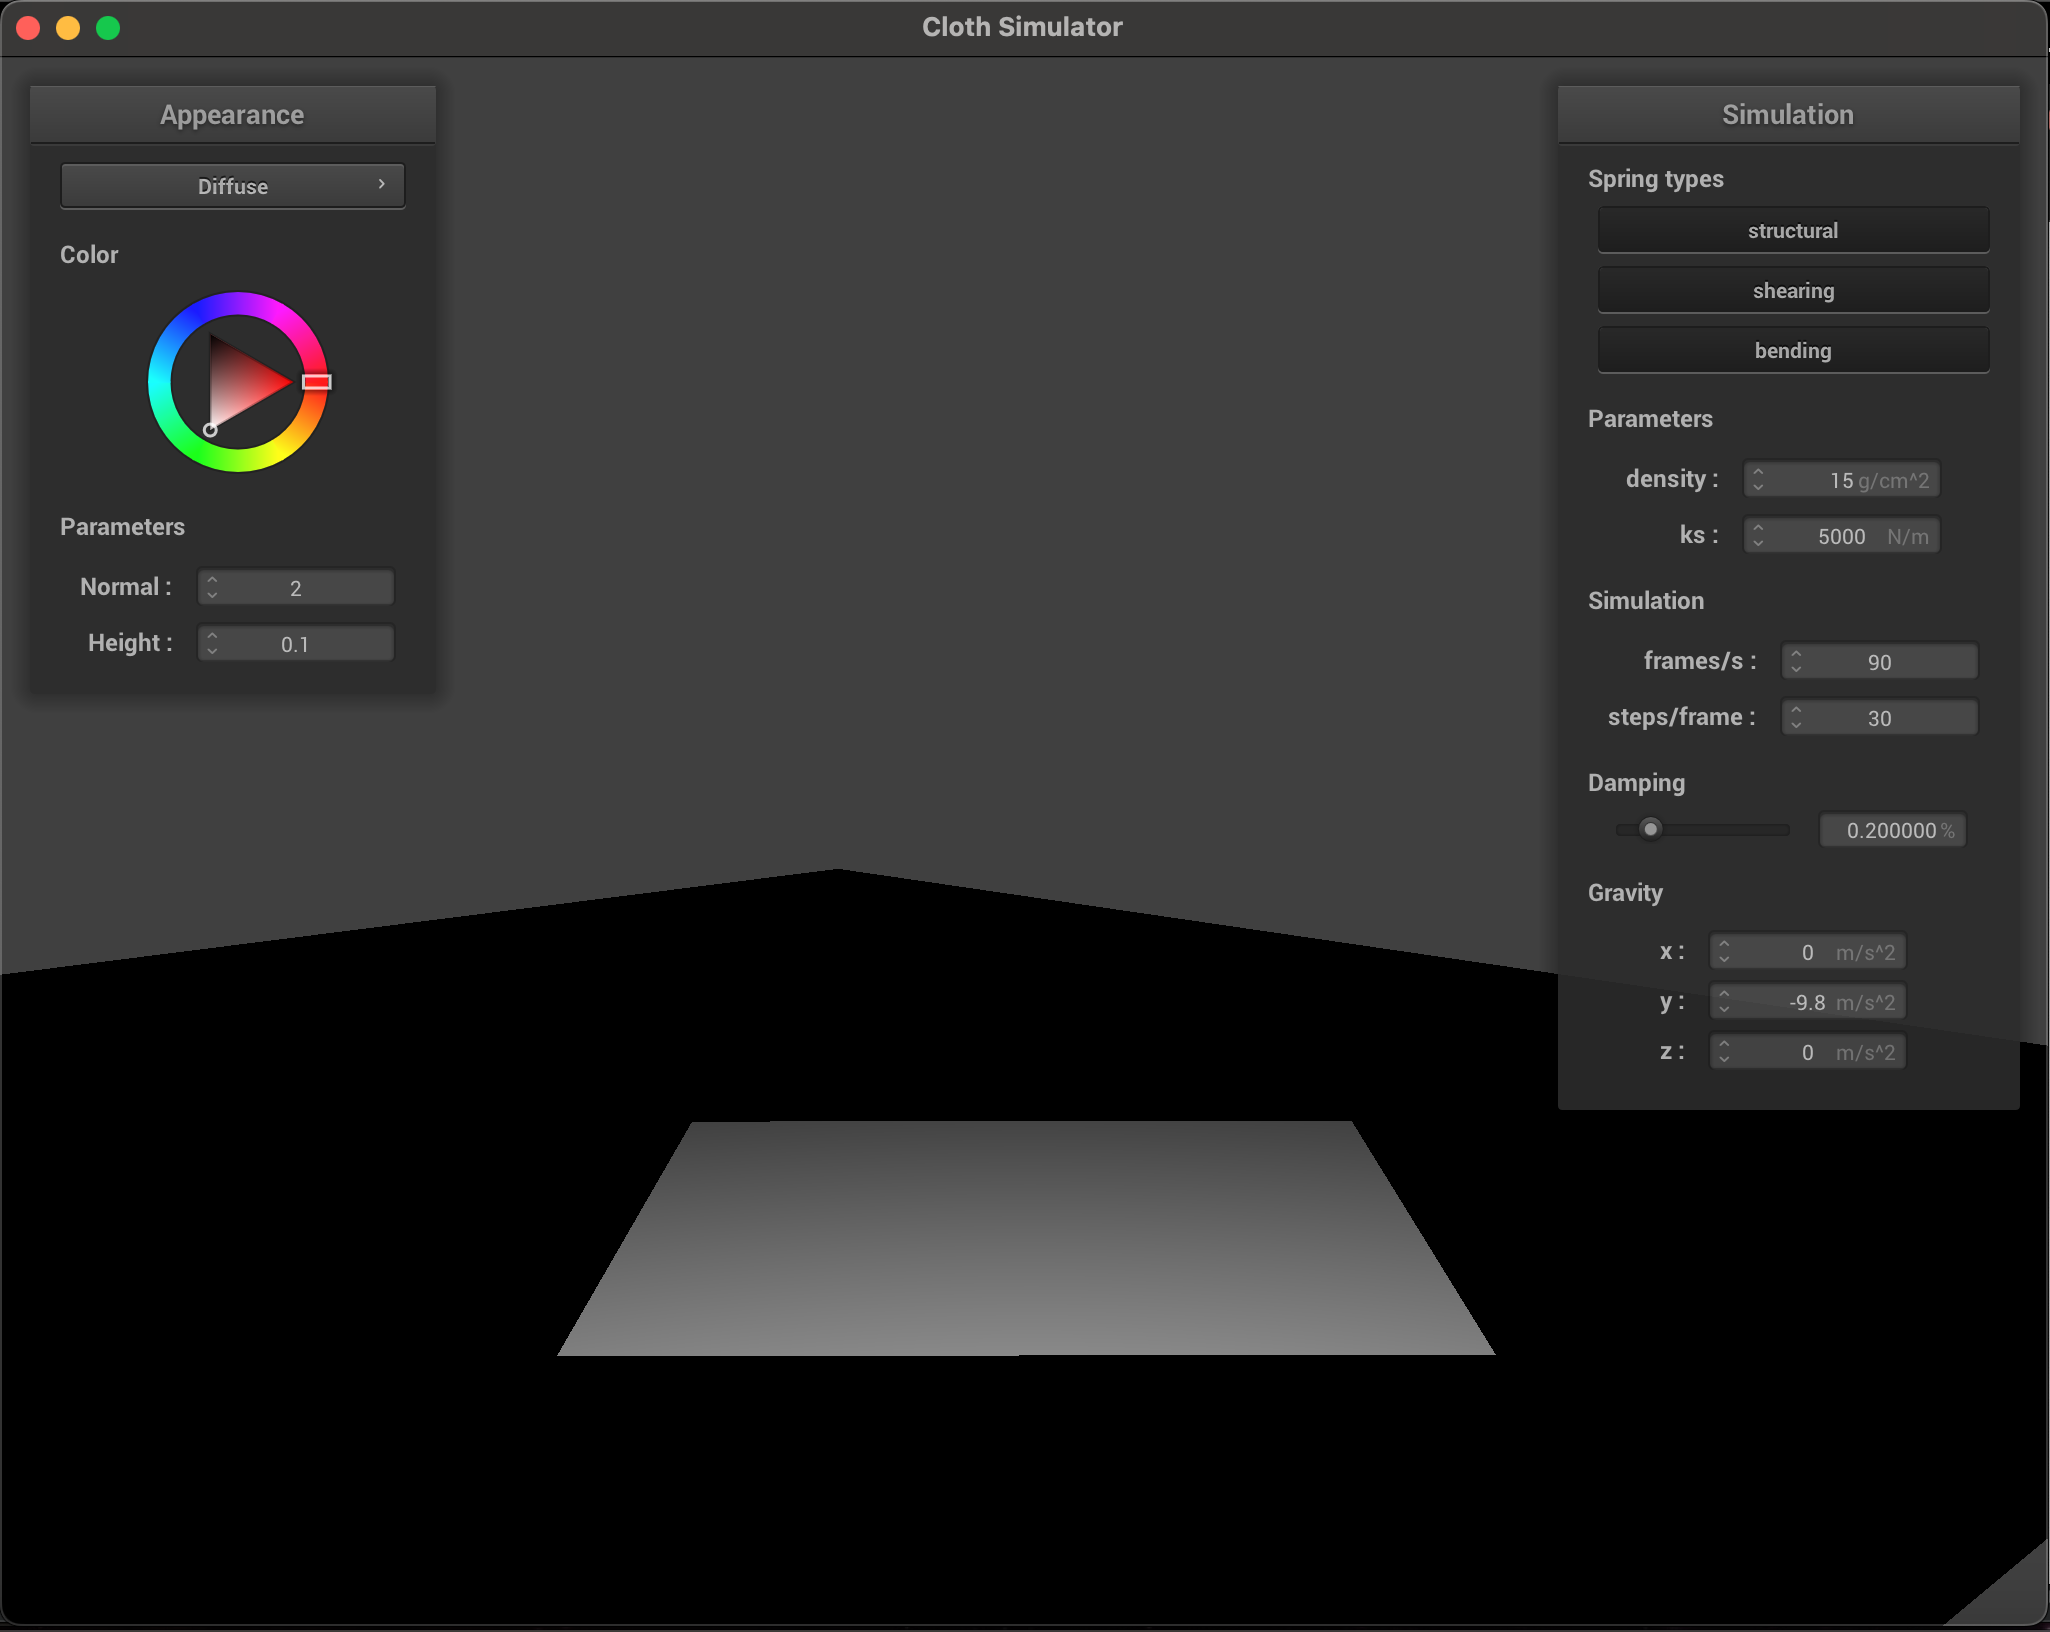 Cloth Simulator
Appearance
Diffuse
Color
Parameters
Normal : 2
Height : 0.1
Simulation
Spring types
structural
shearing
bending
Parameters
density : 15 g/cm^2
ks : 5000 N/m
Simulation
frames/s : 90
steps/frame : 30
Damping
0.200000 %
Gravity
x : 0 m/s^2
y : -9.8 m/s^2
z : 0 m/s^2